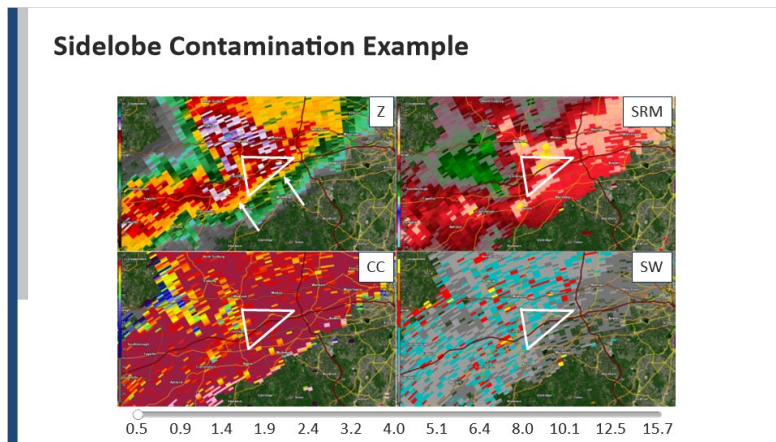 Sidelobe Contamination Example
Z
SRM
CC
SW
0.5 0.9 1.4 1.9 2.4 3.2 4.0 5.1 6.4 8.0 10.1 12.5 15.7